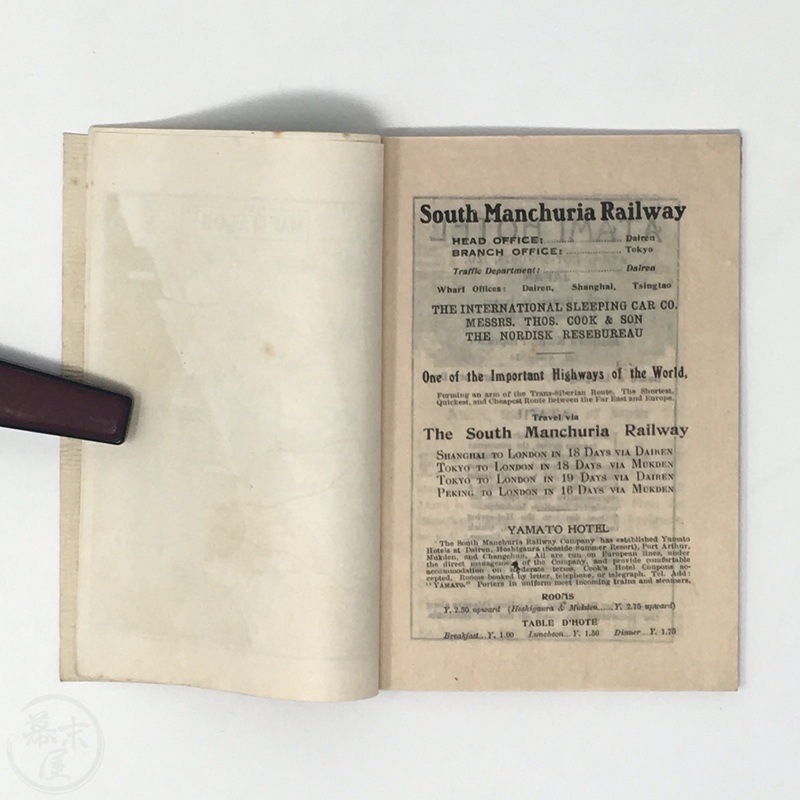 South Manchuria Railway
HEAD OFFICE: ........................ Dairen
BRANCH OFFICE: ................ Tokyo
Traffic Department: ................ Dairen
Wharf Offices: Dairen, Shanghai, Tsingtao
THE INTERNATIONAL SLEEPING CAR CO.
MESSRS. THOS. COOK & SON
THE NORDISK RESEBUREAU
One of the Important Highways of the World,
Forming an arm of the Trans-Siberian Route. The Shortest,
Quickest, and Cheapest Route Between the Far East and Europe.
Travel via
The South Manchuria Railway
SHANGHAI TO LONDON IN 18 DAYS VIA DAIREN
TOKYO TO LONDON IN 18 DAYS VIA MUKDEN
TOKYO TO LONDON IN 19 DAYS VIA DAIREN
PEKING TO LONDON IN 16 DAYS VIA MUKDEN
YAMATO HOTEL
The South Manchuria Railway Company has established Yamato
Hotels at Dairen, Hoshigaura (Seaside Summer Resort), Port Arthur,
Mukden, and Changchun. All are run on European lines, under
the direct management of the Company, and provide comfortable
accommodation on moderate terms. Cook's Hotel Coupons ac-
cepted. Rooms booked by letter, telephone, or telegraph. Tel. Add:
"YAMATO." Porters in uniform meet incoming trains and steamers.
ROOMS
Y. 2.50 upward (Hoshigaura & Mukden......Y. 2.75 upward)
TABLE D'HOTE
Breakfast...Y. 1.00 Luncheon...Y. 1.50 Dinner...Y. 1.75
幕末屋